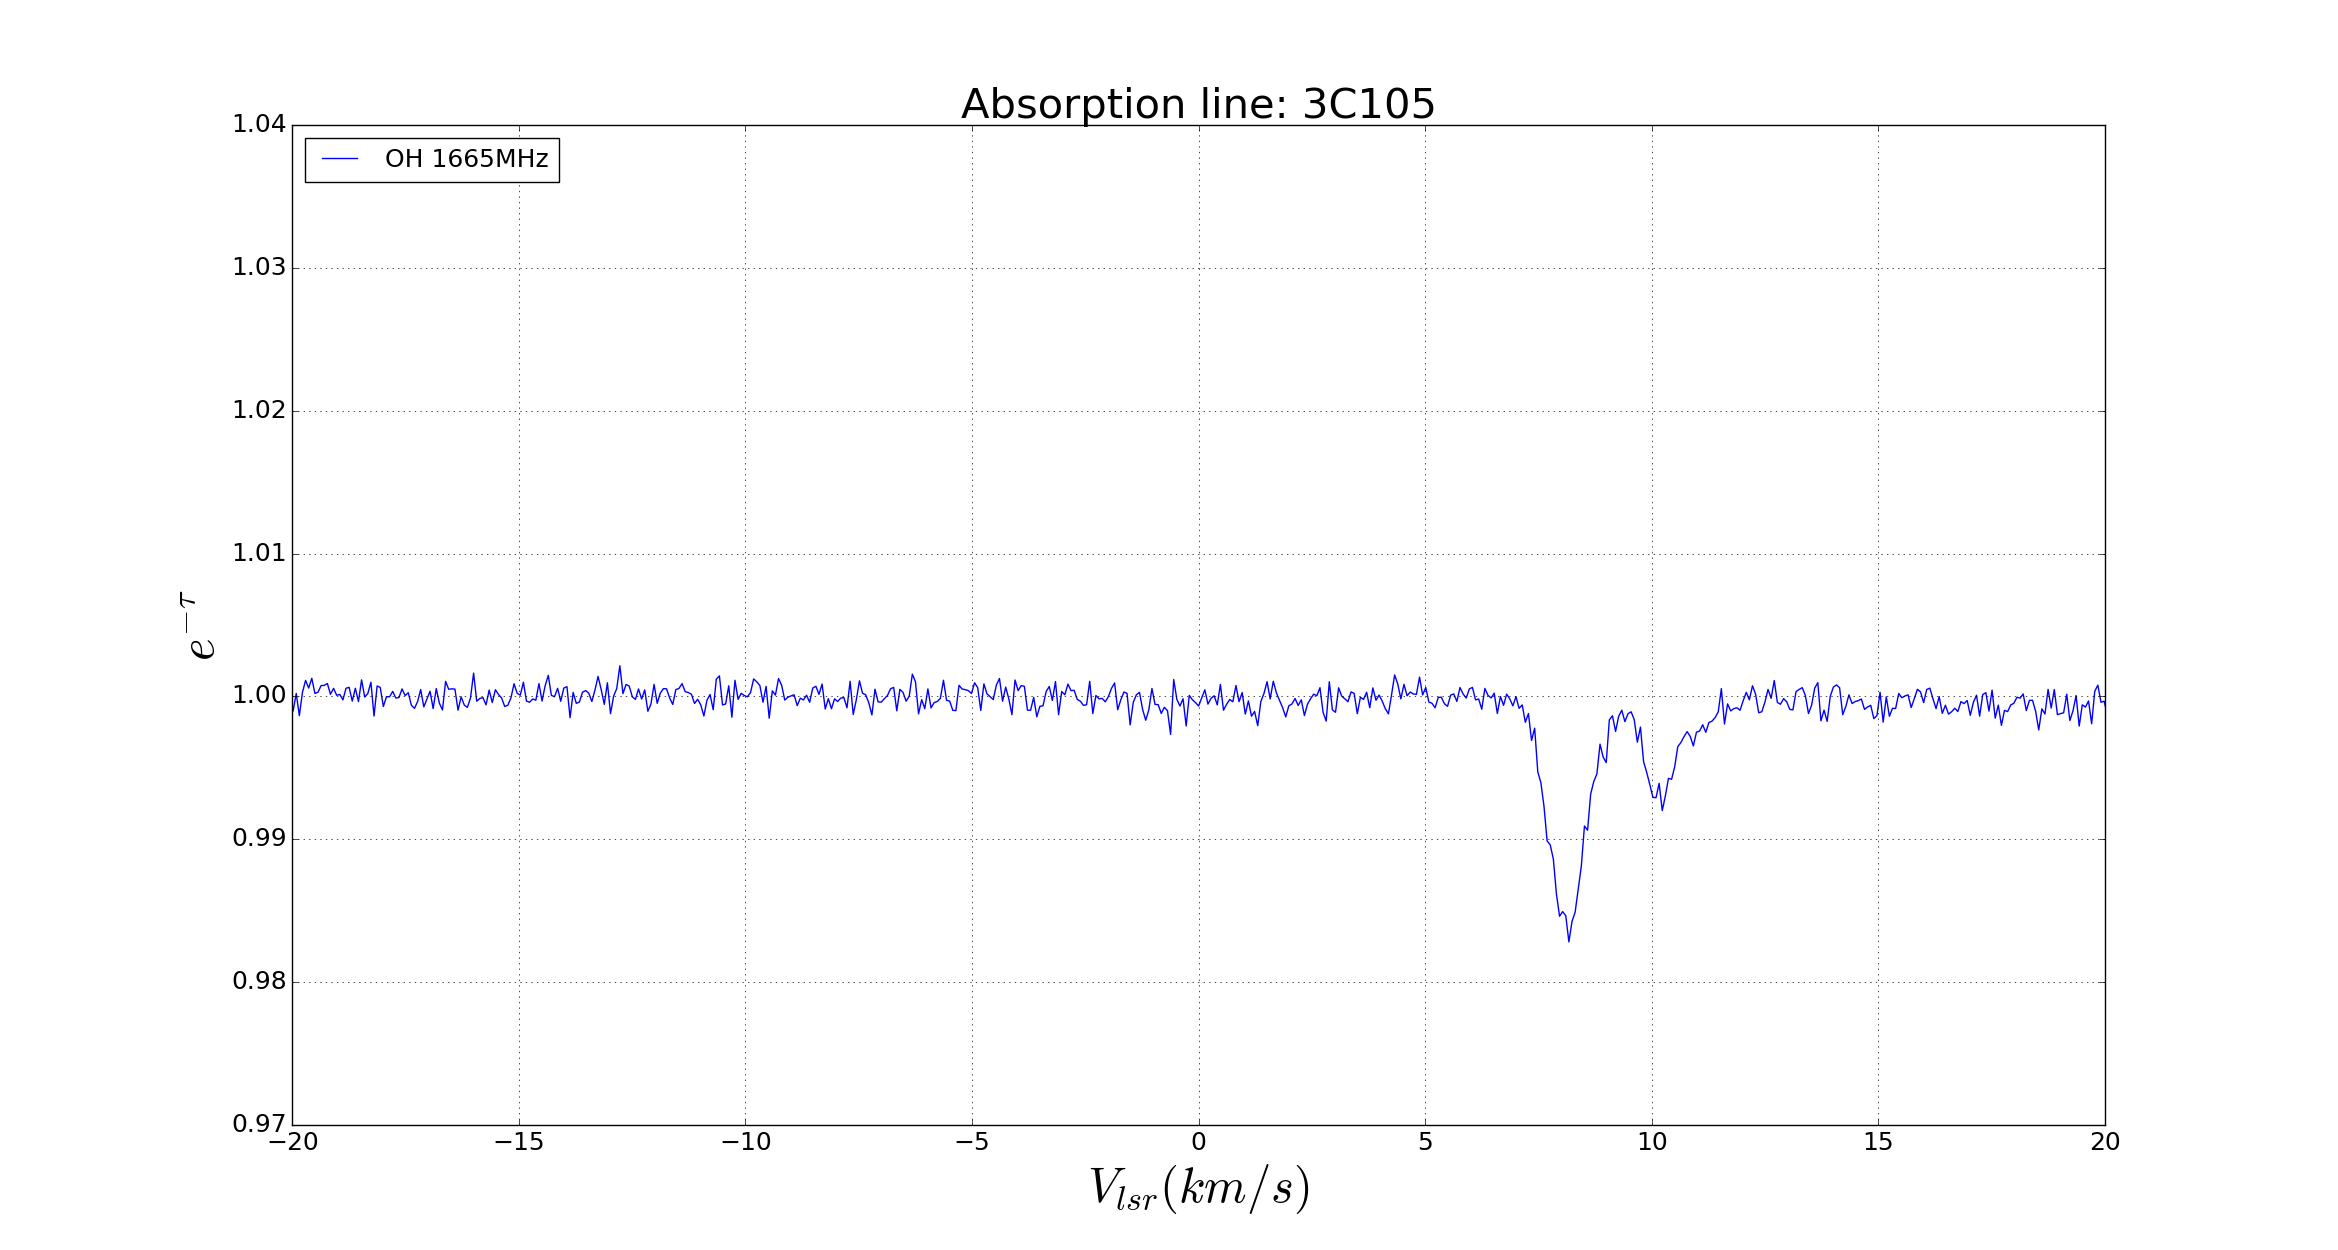 Absorption line: 3C105
OH 1665MHz
1.04
1.03
1.02
1.01
1.00
0.99
0.98
0.97
e^{-τ}
−20 −15 −10 −5 0 5 10 15 20
V_{lsr}(km/s)